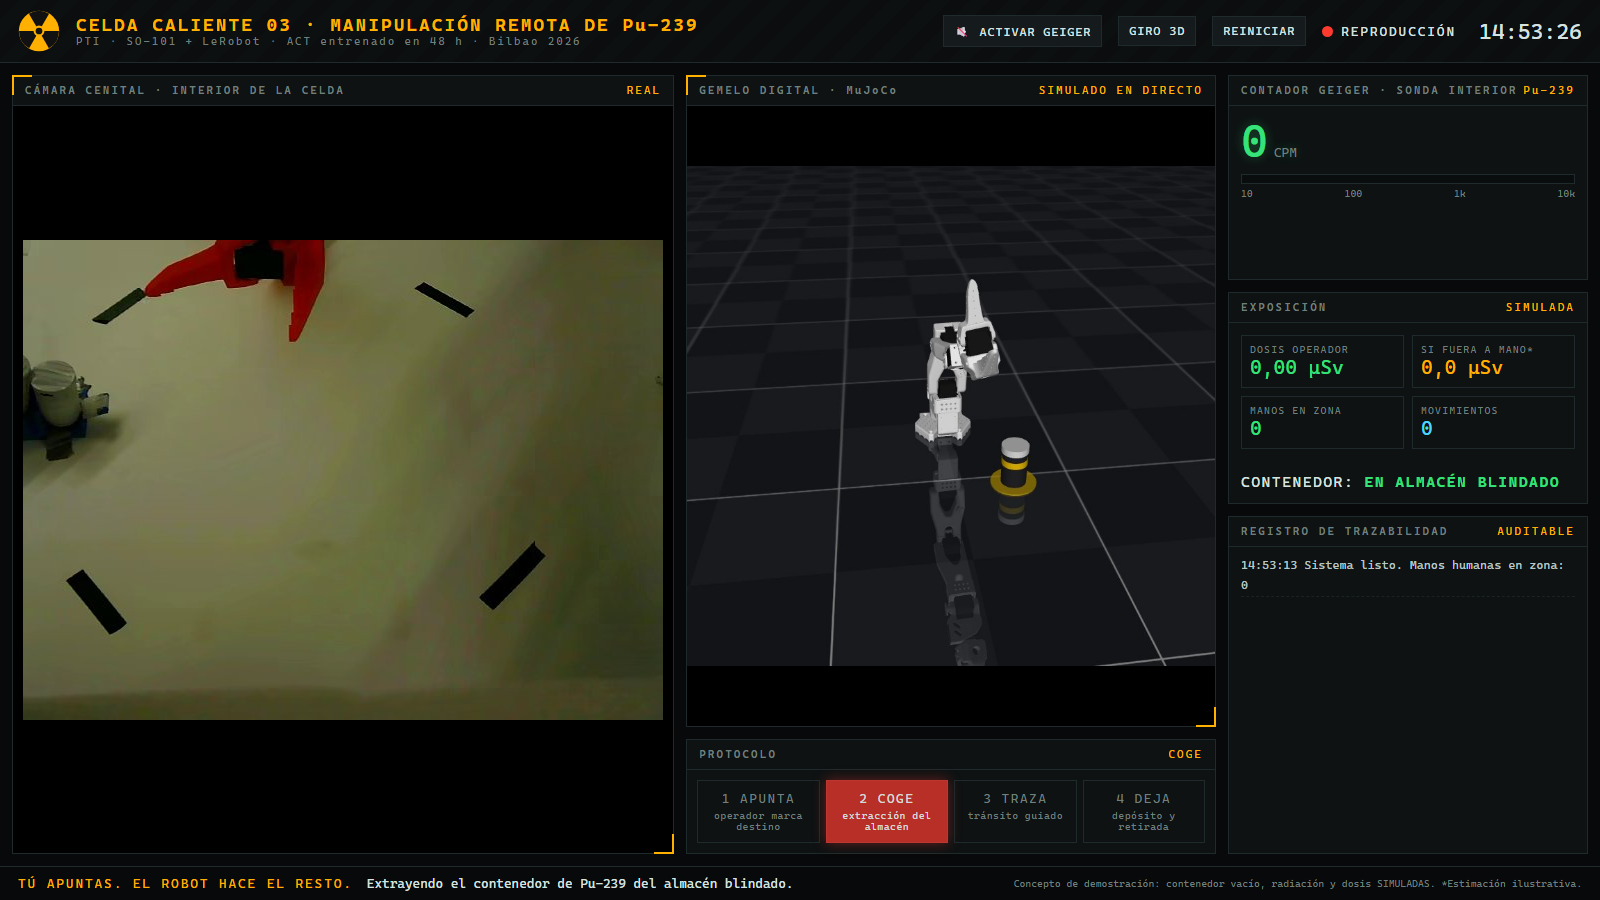 CELDA CALIENTE 03 · MANIPULACIÓN REMOTA DE Pu-239
PTI · SO-101 + LeRobot · ACT entrenado en 48 h · Bilbao 2026
ACTIVAR GEIGER
GIRO 3D
REINICIAR
REPRODUCCIÓN
14:53:26
CÁMARA CENITAL · INTERIOR DE LA CELDA
REAL
GEMELO DIGITAL · MuJoCo
SIMULADO EN DIRECTO
CONTADOR GEIGER · SONDA INTERIOR
Pu-239
0 CPM
10 100 1k 10k
EXPOSICIÓN
SIMULADA
DOSIS OPERADOR
0,00 µSv
SI FUERA A MANO*
0,0 µSv
MANOS EN ZONA
0
MOVIMIENTOS
0
CONTENEDOR: EN ALMACÉN BLINDADO
REGISTRO DE TRAZABILIDAD
AUDITABLE
14:53:13 Sistema listo. Manos humanas en zona:
0
PROTOCOLO
COGE
1 APUNTA
operador marca
destino
2 COGE
extracción del
almacén
3 TRAZA
tránsito guiado
4 DEJA
depósito y
retirada
TÚ APUNTAS. EL ROBOT HACE EL RESTO. Extrayendo el contenedor de Pu-239 del almacén blindado.
Concepto de demostración: contenedor vacío, radiación y dosis SIMULADAS. *Estimación ilustrativa.